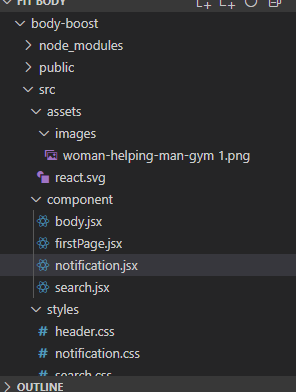 FIT BODY
body-boost
node_modules
public
src
assets
images
woman-helping-man-gym 1.png
react.svg
component
body.jsx
firstPage.jsx
notification.jsx
search.jsx
styles
# header.css
# notification.css
# search.css
OUTLINE